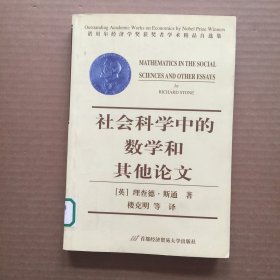 Outstanding Academic Works on Economics by Nobel Prize Winners
诺贝尔经济学奖获奖者学术精品自选集
MATHEMATICS IN THE SOCIAL
SCIENCES AND OTHER ESSAYS
by
RICHARD STONE
社会科学中的
数学和
其他论文
[英] 理查德·斯通 著
楼克明 等 译
首都经济贸易大学出版社